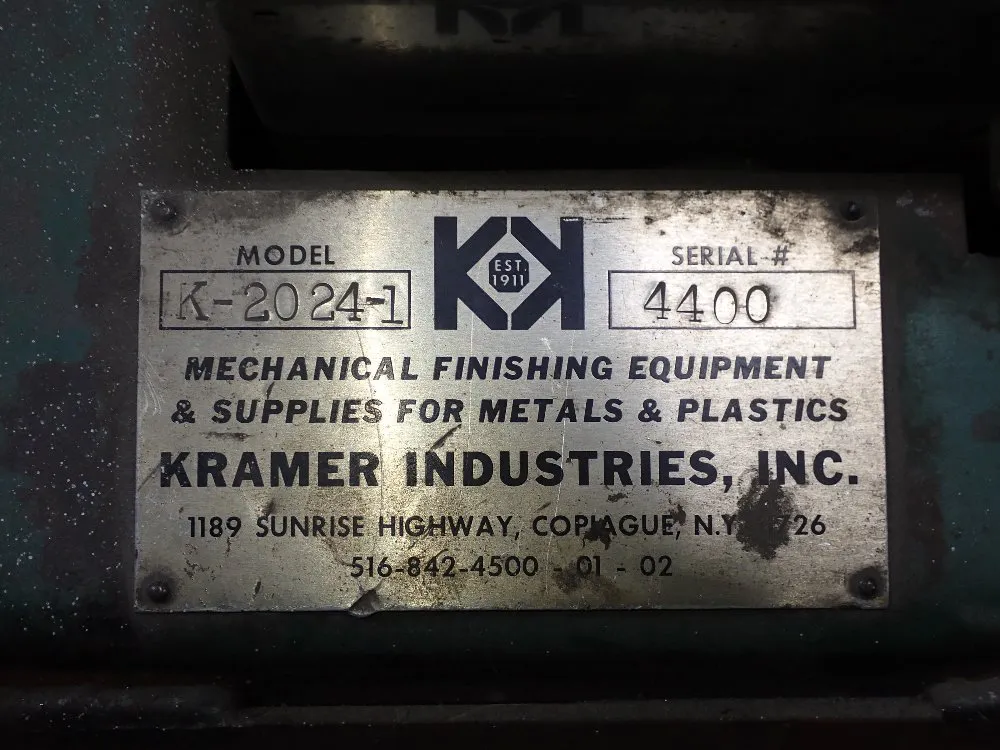 MODEL
K-2024-1
EST.
1911
SERIAL #
4400
MECHANICAL FINISHING EQUIPMENT
& SUPPLIES FOR METALS & PLASTICS
KRAMER INDUSTRIES, INC.
1189 SUNRISE HIGHWAY, COPIAGUE, N.Y.
516-842-4500 - 01 - 02